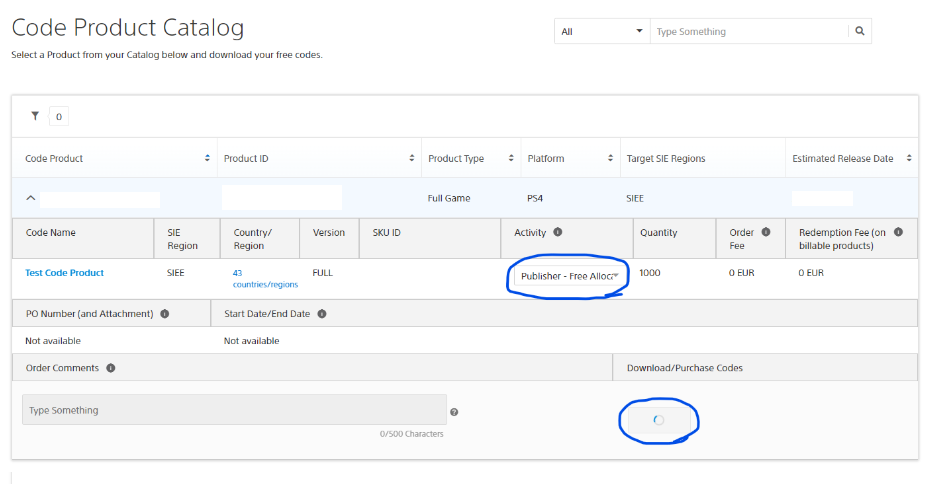 Code Product Catalog
All
Type Something
Select a Product from your Catalog below and download your free codes.
0
Code Product
Product ID
Product Type
Platform
Target SIE Regions
Estimated Release Date
Full Game
PS4
SIEE
Code Name
SIE Region
Country/ Region
Version
SKU ID
Activity
Quantity
Order Fee
Redemption Fee (on billable products)
Test Code Product
SIEE
43 countries/regions
FULL
Publisher - Free Alloca
1000
0 EUR
0 EUR
PO Number (and Attachment)
Start Date/End Date
Not available
Not available
Order Comments
Download/Purchase Codes
Type Something
0/500 Characters